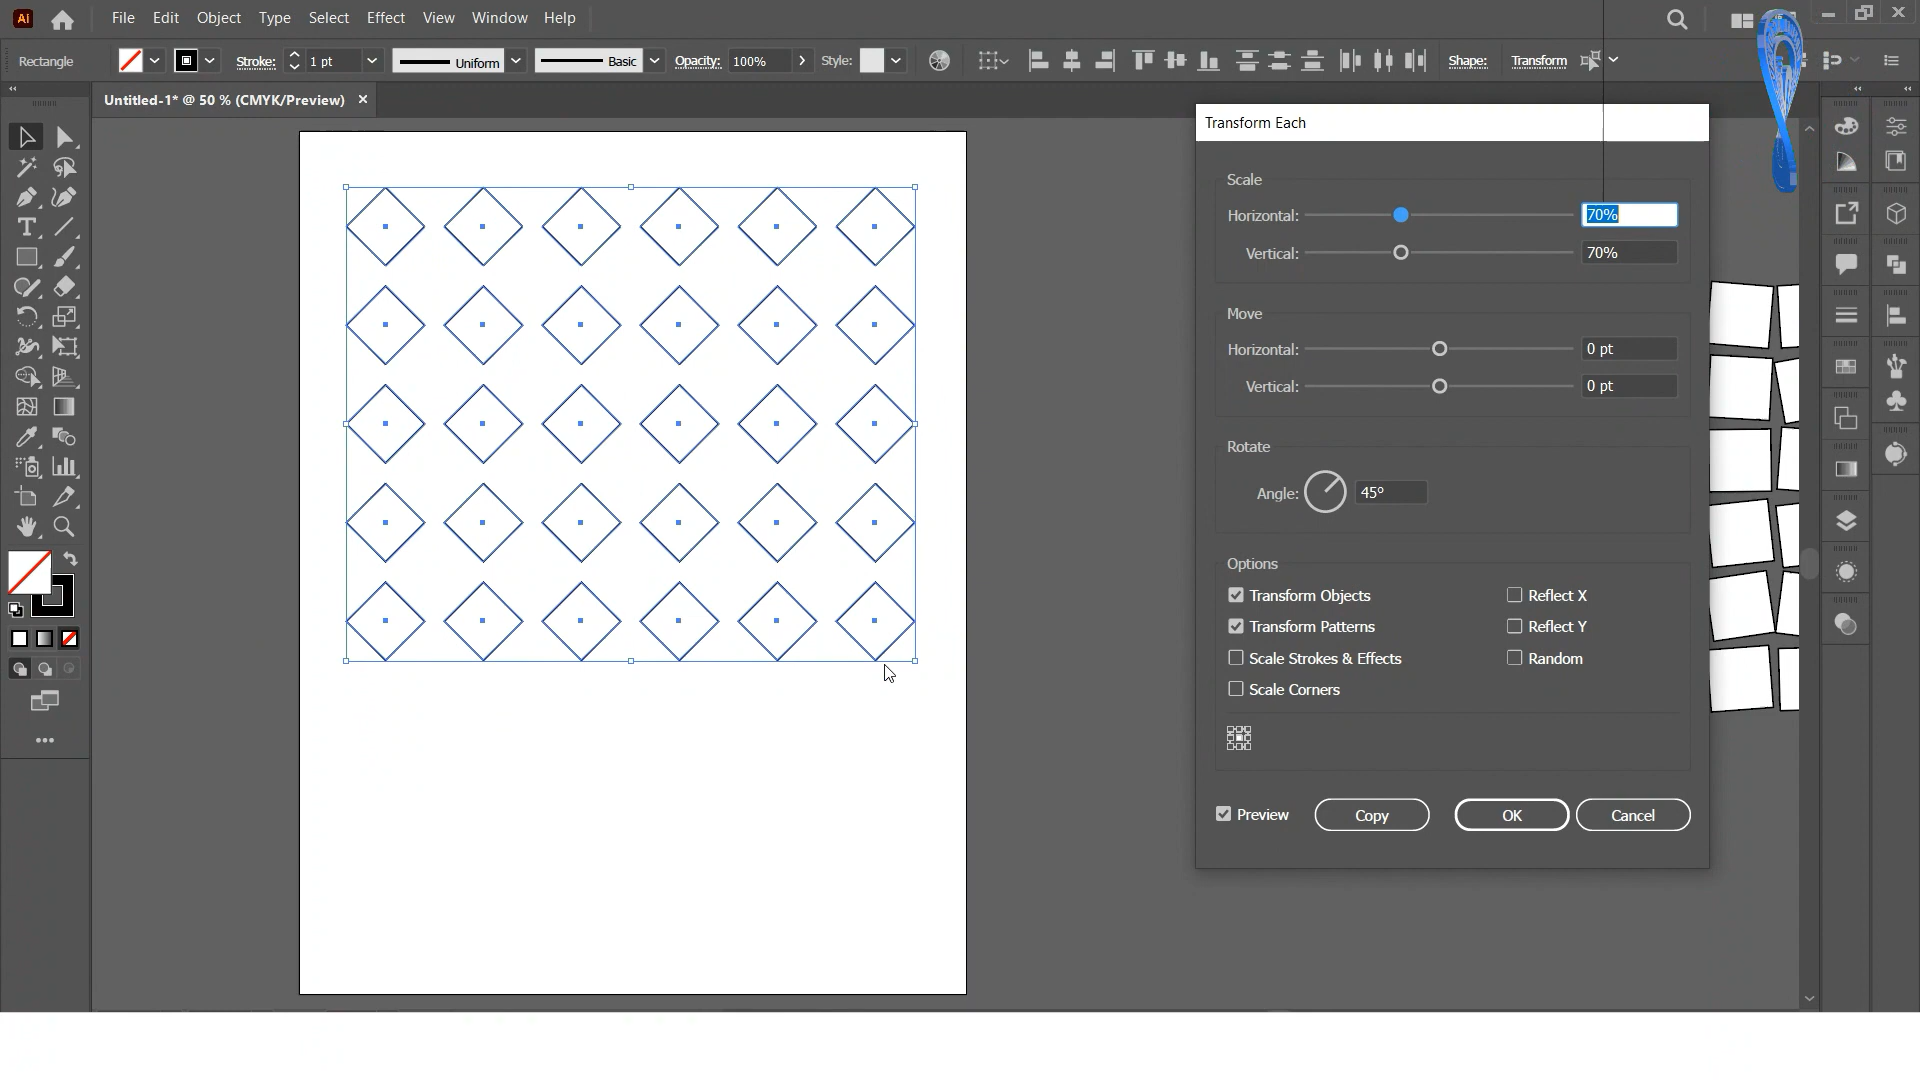 Ai File Edit Object Type Select Effect View Window Help
Rectangle Stroke: 1 pt Uniform Basic Opacity: 100% Style: Shape: Transform
Untitled-1* @ 50 % (CMYK/Preview) ×
Transform Each
Scale
Horizontal: 70%
Vertical: 70%
Move
Horizontal: 0 pt
Vertical: 0 pt
Rotate
Angle: 45°
Options
Transform Objects Reflect X
Transform Patterns Reflect Y
Scale Strokes & Effects Random
Scale Corners
Preview Copy OK Cancel